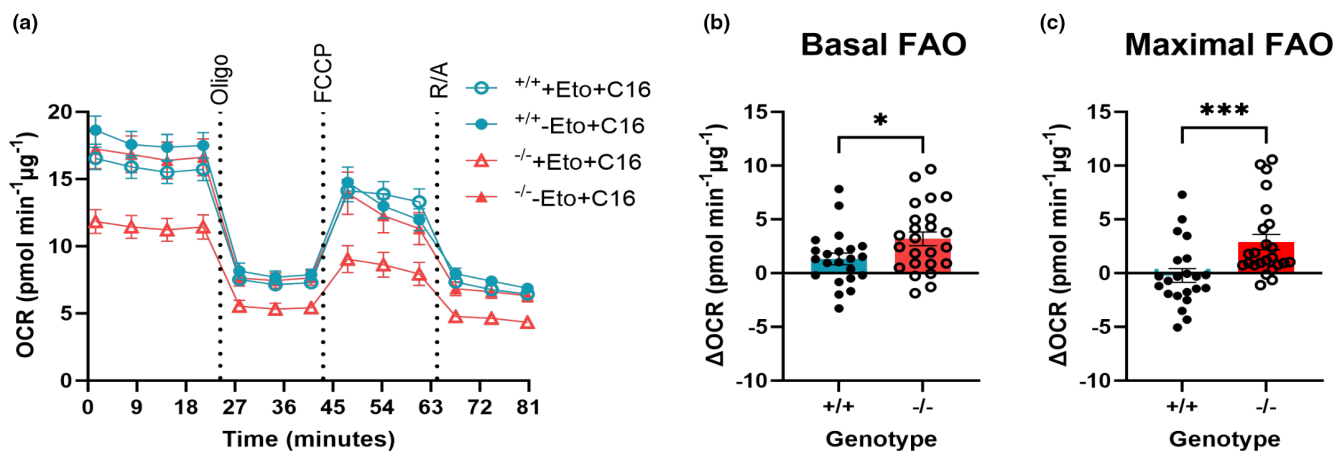 (a)
Oligo
FCCP
R/A
+/++Eto+C16
+/+-Eto+C16
-/-+Eto+C16
-/--Eto+C16
OCR (pmol min-1µg-1)
20
15
10
5
0
0 9 18 27 36 45 54 63 72 81
Time (minutes)
(b)
Basal FAO
*
ΔOCR (pmol min-1µg-1)
15
10
5
0
-5
-10
+/+ -/-
Genotype
(c)
Maximal FAO
***
ΔOCR (pmol min-1µg-1)
15
10
5
0
-5
-10
+/+ -/-
Genotype